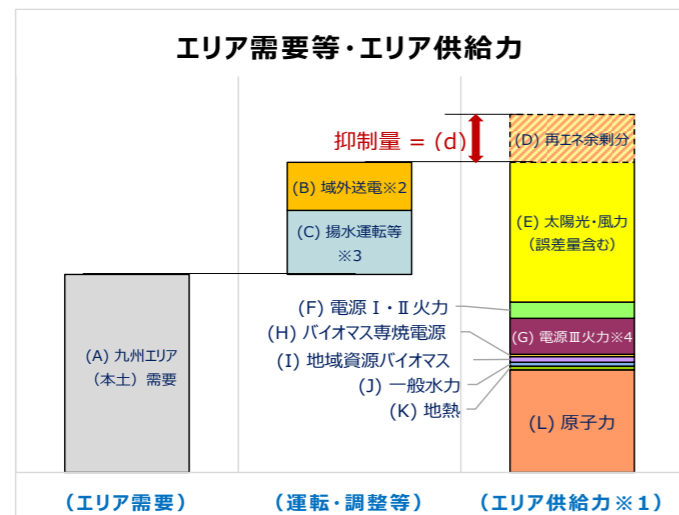 エリア需要等・エリア供給力
抑制量 = (d)
(D) 再エネ余剰分
(B) 域外送電※2
(C) 揚水運転等
※3
(E) 太陽光・風力
(誤差量含む)
(F) 電源Ⅰ・Ⅱ火力
(H) バイオマス専焼電源
(G) 電源Ⅲ火力※4
(I) 地域資源バイオマス
(J) 一般水力
(K) 地熱
(A) 九州エリア
(本土) 需要
(L) 原子力
(エリア需要)
(運転・調整等)
(エリア供給力※1)